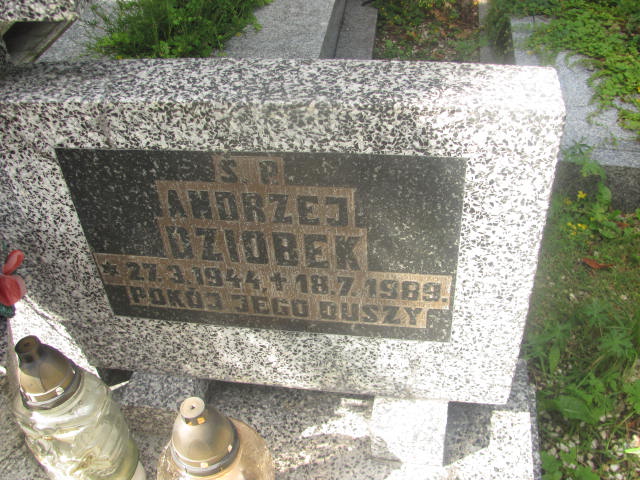 Ś. P.
ANDRZEJ
DZIOBEK
* 27.3.1944. + 18.7.1989.
POKÓJ JEGO DUSZY